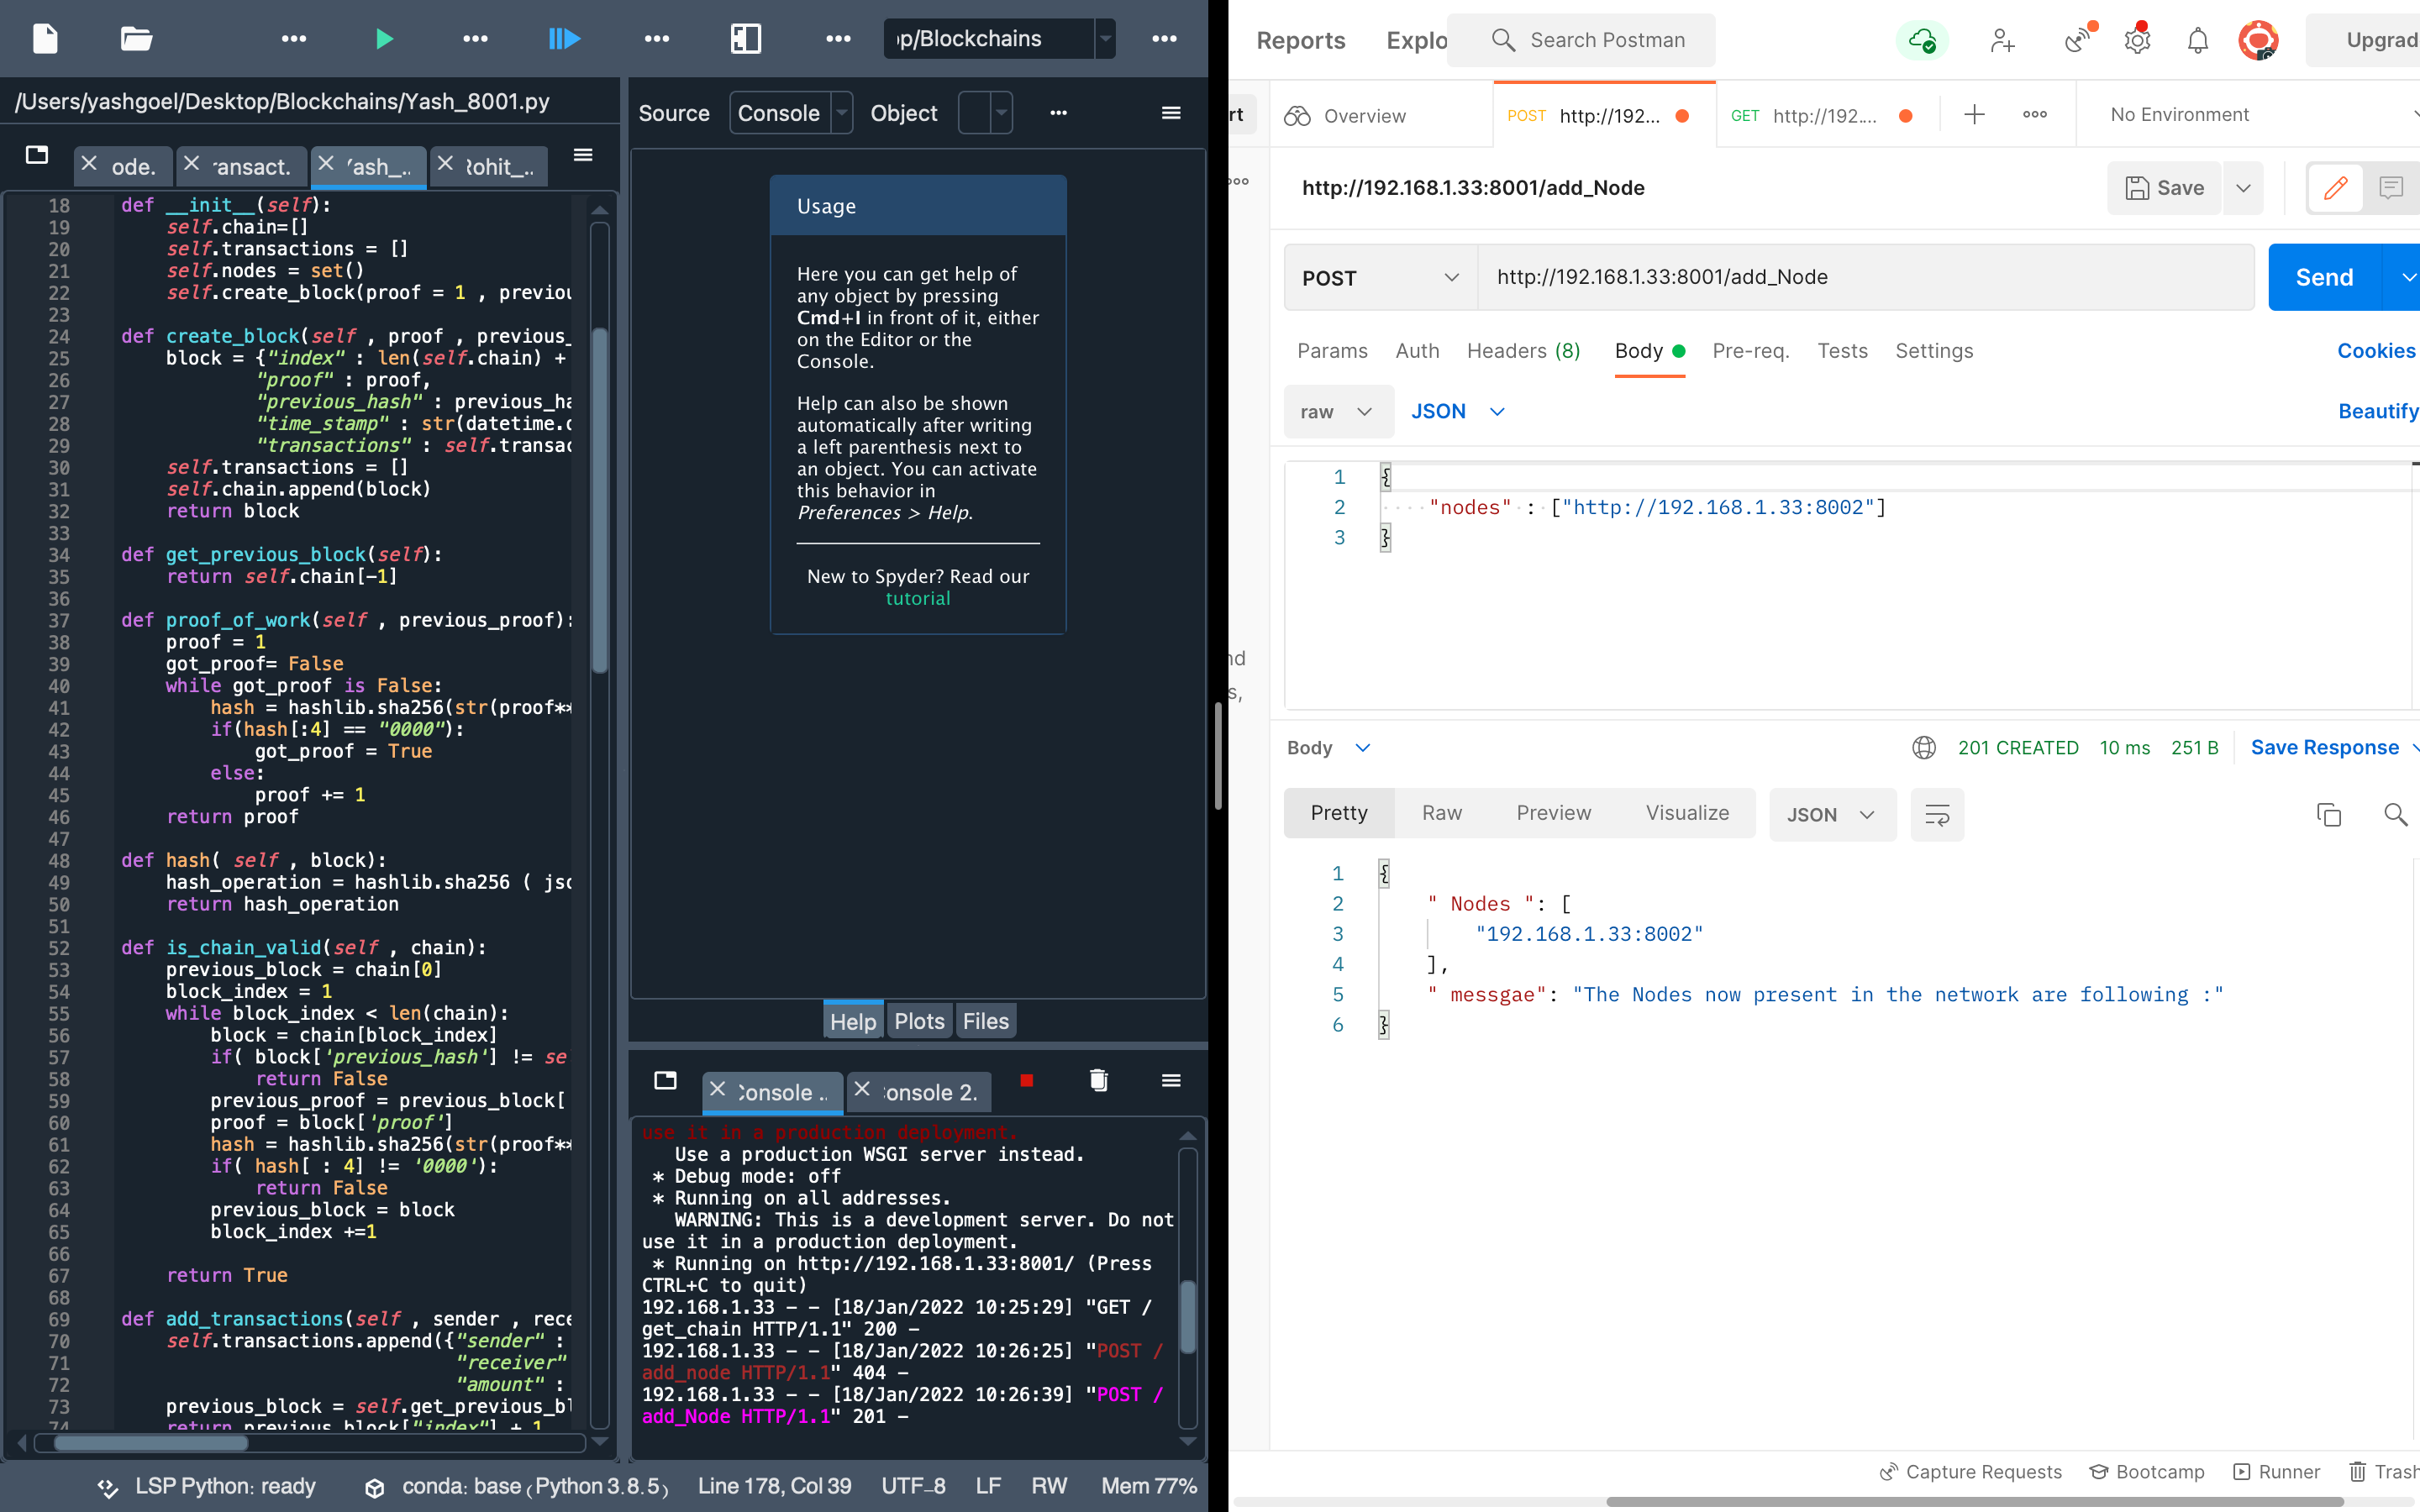 /Blockchains
/Users/yashgoel/Desktop/Blockchains/Yash_8001.py
ode.
ransact.
ash_..
ohit_..
18 def __init__(self):
19 self.chain=[]
20 self.transactions = []
21 self.nodes = set()
22 self.create_block(proof = 1 , previou
23
24 def create_block(self , proof , previous_
25 block = {"index" : len(self.chain) +
26 "proof" : proof,
27 "previous_hash" : previous_ha
28 "time_stamp" : str(datetime.d
29 "transactions" : self.transac
30 self.transactions = []
31 self.chain.append(block)
32 return block
33
34 def get_previous_block(self):
35 return self.chain[-1]
36
37 def proof_of_work(self , previous_proof):
38 proof = 1
39 got_proof= False
40 while got_proof is False:
41 hash = hashlib.sha256(str(proof**
42 if(hash[:4] == "0000"):
43 got_proof = True
44 else:
45 proof += 1
46 return proof
47
48 def hash( self , block):
49 hash_operation = hashlib.sha256 ( jso
50 return hash_operation
51
52 def is_chain_valid(self , chain):
53 previous_block = chain[0]
54 block_index = 1
55 while block_index < len(chain):
56 block = chain[block_index]
57 if( block['previous_hash'] != se
58 return False
59 previous_proof = previous_block[
60 proof = block['proof']
61 hash = hashlib.sha256(str(proof**
62 if( hash[ : 4] != '0000'):
63 return False
64 previous_block = block
65 block_index +=1
66
67 return True
68
69 def add_transactions(self , sender , rece
70 self.transactions.append({"sender" :
71 "receiver"
72 "amount" :
73 previous_block = self.get_previous_bl
74 return previous_block["index"] + 1
Source Console Object
Usage
Here you can get help of
any object by pressing
Cmd+I in front of it, either
on the Editor or the
Console.
Help can also be shown
automatically after writing
a left parenthesis next to
an object. You can activate
this behavior in
Preferences > Help.
New to Spyder? Read our
tutorial
Help Plots Files
onsole ..
onsole 2.
use it in a production deployment.
Use a production WSGI server instead.
* Debug mode: off
* Running on all addresses.
WARNING: This is a development server. Do not
use it in a production deployment.
* Running on http://192.168.1.33:8001/ (Press
CTRL+C to quit)
192.168.1.33 - - [18/Jan/2022 10:25:29] "GET /
get_chain HTTP/1.1" 200 -
192.168.1.33 - - [18/Jan/2022 10:26:25] "POST /
add_node HTTP/1.1" 404 -
192.168.1.33 - - [18/Jan/2022 10:26:39] "POST /
add_Node HTTP/1.1" 201 -
LSP Python: ready conda: base (Python 3.8.5) Line 178, Col 39 UTF-8 LF RW Mem 77%
Reports Explo Search Postman Upgrad
rt Overview POST http://192... GET http://192.... No Environment
http://192.168.1.33:8001/add_Node Save
POST http://192.168.1.33:8001/add_Node Send
Params Auth Headers (8) Body Pre-req. Tests Settings Cookies
raw JSON Beautify
1 {
2 "nodes" : ["http://192.168.1.33:8002"]
3 }
nd
s,
Body 201 CREATED 10 ms 251 B Save Response
Pretty Raw Preview Visualize JSON
1 {
2 " Nodes ": [
3 "192.168.1.33:8002"
4 ],
5 " messgae": "The Nodes now present in the network are following :"
6 }
Capture Requests Bootcamp Runner Trash